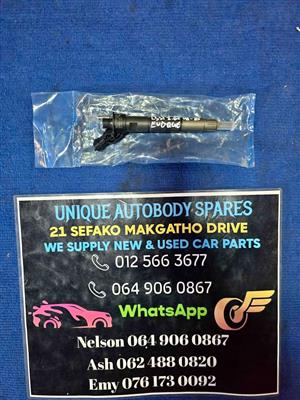 EVOQUE
UNIQUE AUTOBODY SPARES
21 SEFAKO MAKGATHO DRIVE
WE SUPPLY NEW & USED CAR PARTS
012 566 3677
064 906 0867
WhatsApp
Nelson 064 906 0867
Ash 062 488 0820
Emy 076 173 0092